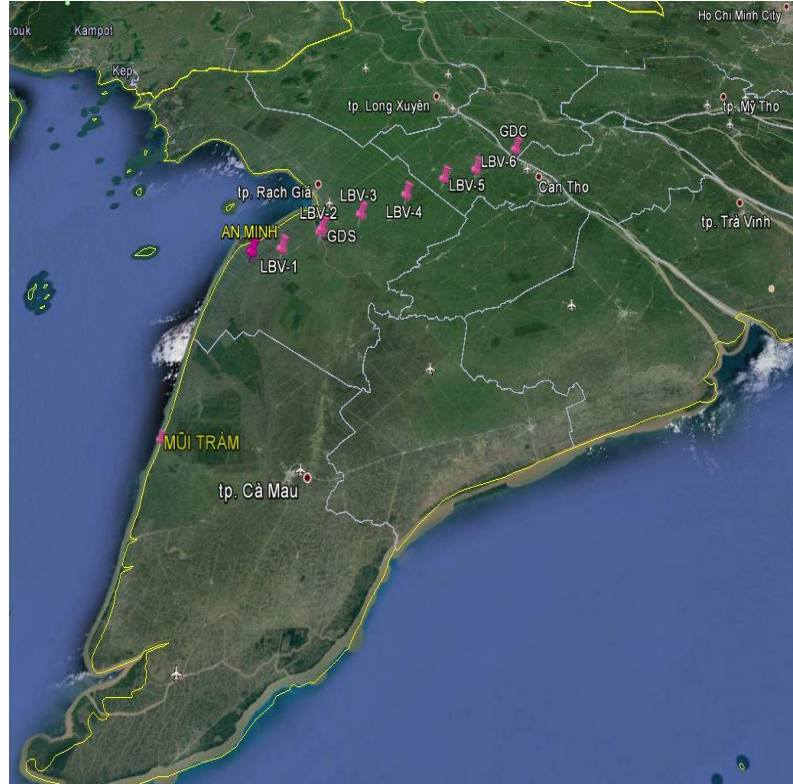 Ho Chi Minh City
ouk
Kampot
Kep
tp. Long Xuyên
tp. Mỹ Tho
GDC
LBV-6
LBV-5
Can Tho
tp. Rạch Giá
LBV-3
LBV-4
LBV-2
GDS
tp. Trà Vinh
AN MINH
LBV-1
MŨI TRÀM
tp. Cà Mau